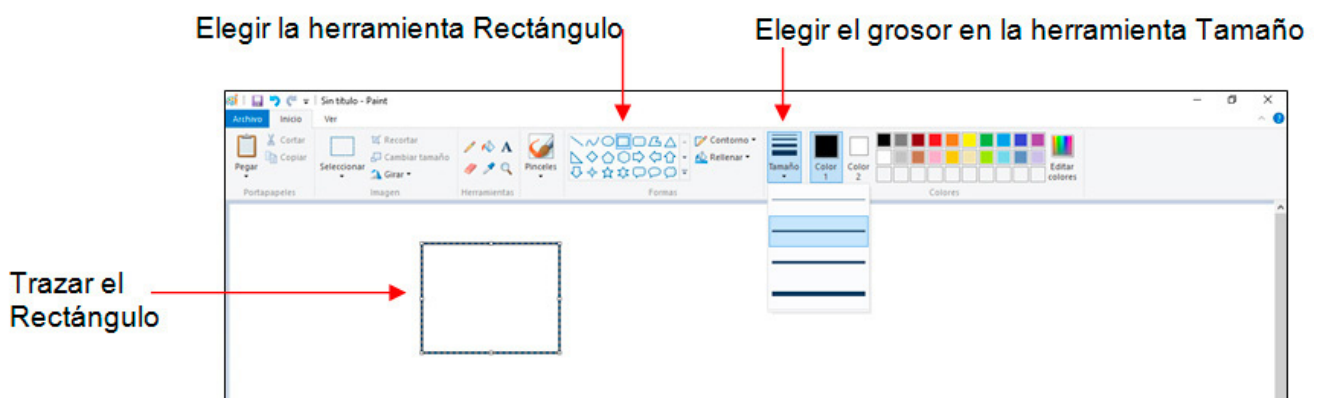 Elegir la herramienta Rectángulo
Elegir el grosor en la herramienta Tamaño
Sin título - Paint
Archivo Inicio Ver
Pegar
Cortar
Copiar
Portapapeles
Seleccionar
Recortar
Cambiar tamaño
Girar
Imagen
A
Herramientas
Pinceles
Contorno
Rellenar
Formas
Tamaño
Color
1
Color
2
Editar
colores
Colores
Trazar el
Rectángulo